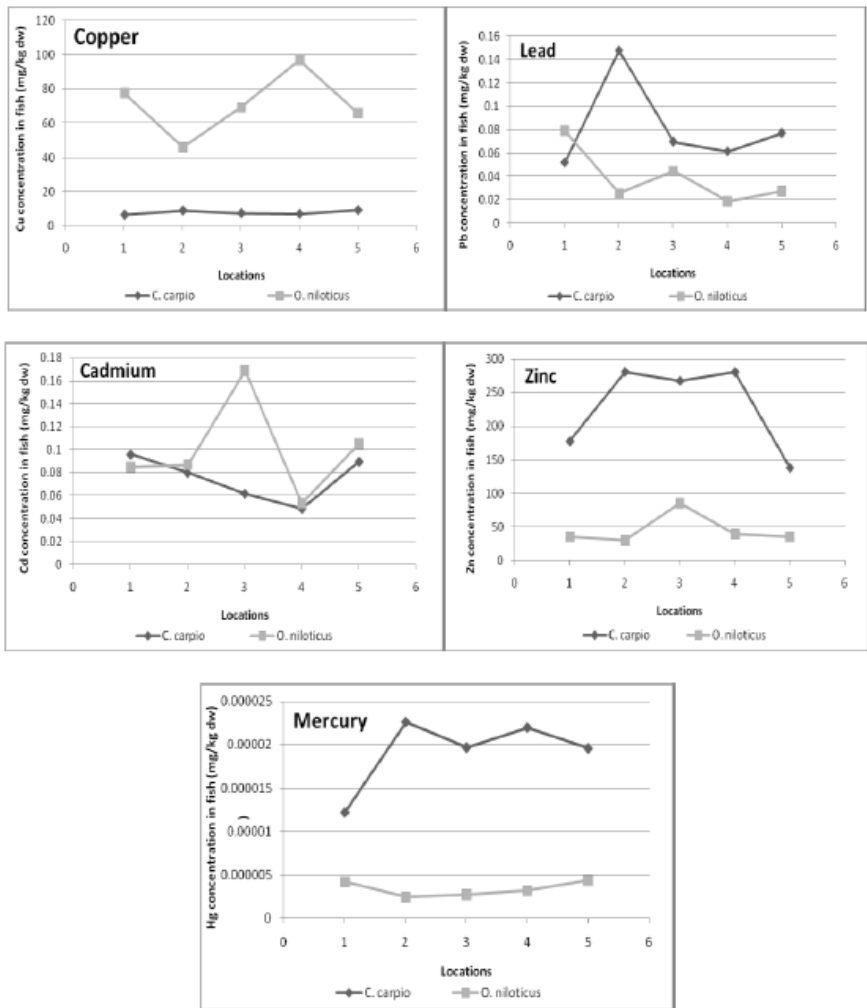 Copper
Cu concentration in fish (mg/kg dw)
120
100
80
60
40
20
0
0 1 2 3 4 5 6
Locations
C. carpio O. niloticus
Lead
Pb concentration in fish (mg/kg dw)
0.16
0.14
0.12
0.1
0.08
0.06
0.04
0.02
0
0 1 2 3 4 5 6
Locations
C. carpio O. niloticus
Cadmium
Cd concentration in fish (mg/kg dw)
0.18
0.16
0.14
0.12
0.1
0.08
0.06
0.04
0.02
0
0 1 2 3 4 5 6
Locations
C. carpio O. niloticus
Zinc
Zn concentration in fish (mg/kg dw)
300
250
200
150
100
50
0
0 1 2 3 4 5 6
Locations
C. carpio O. niloticus
Mercury
Hg concentration in fish (mg/kg dw)
)
0.000025
0.00002
0.000015
0.00001
0.000005
0
0 1 2 3 4 5 6
Locations
C. carpio O. niloticus